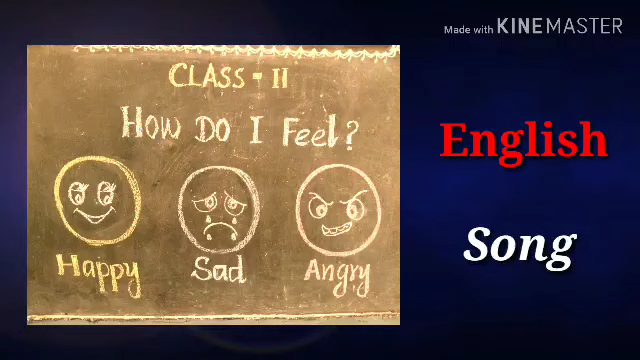 Made with KINEMASTER
CLASS - II
How Do I Feel?
Happy Sad Angry
English
Song